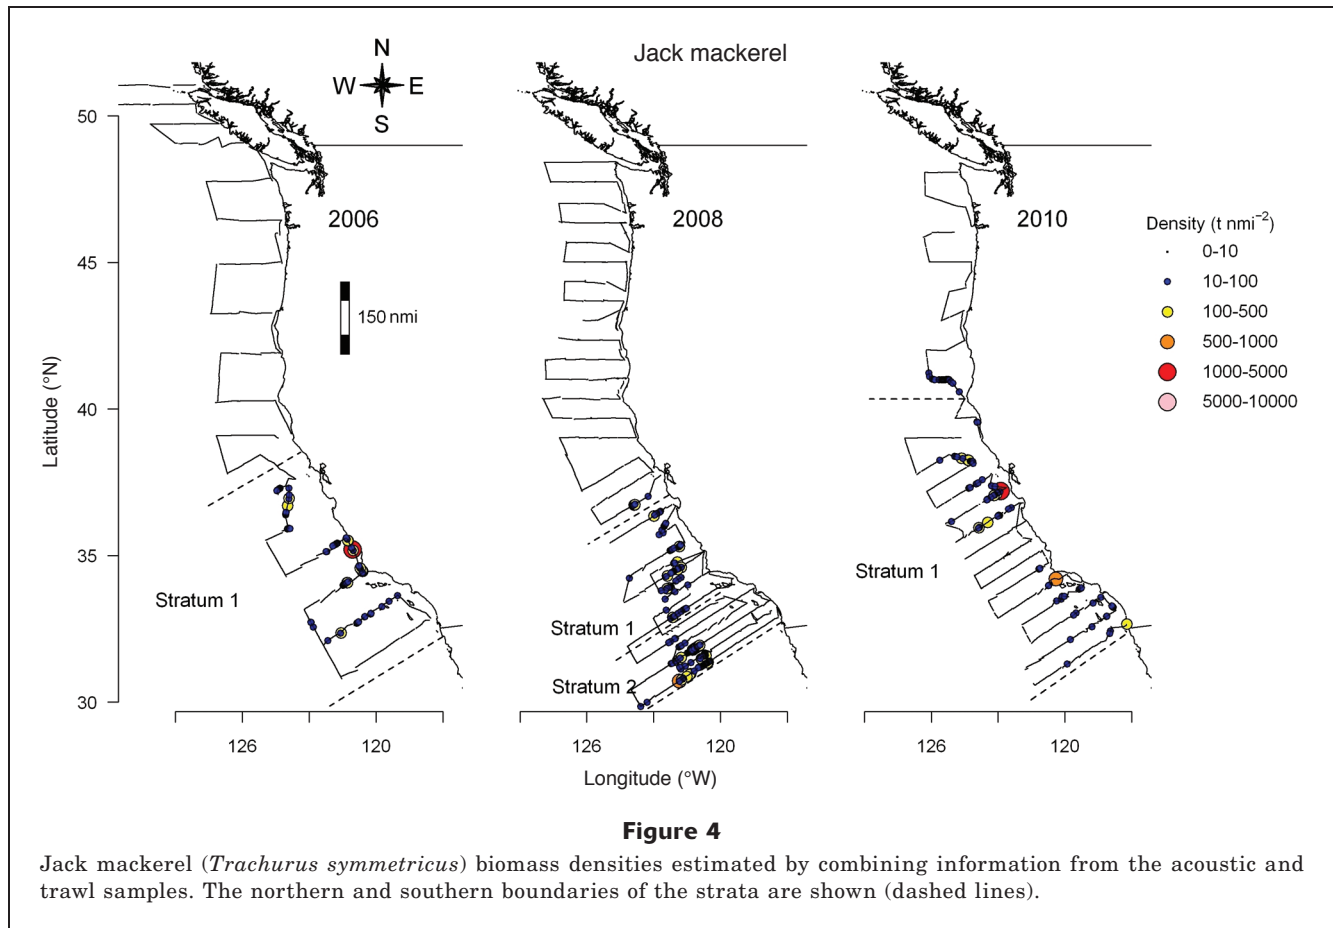 Jack mackerel
N
W E
S
50
45
40
35
30
Latitude (°N)
2006
150 nmi
Stratum 1
2008
Stratum 1
Stratum 2
2010
Stratum 1
Density (t nmi⁻²)
0-10
10-100
100-500
500-1000
1000-5000
5000-10000
126 120 126 120 126 120
Longitude (°W)
Figure 4
Jack mackerel (Trachurus symmetricus) biomass densities estimated by combining information from the acoustic and
trawl samples. The northern and southern boundaries of the strata are shown (dashed lines).